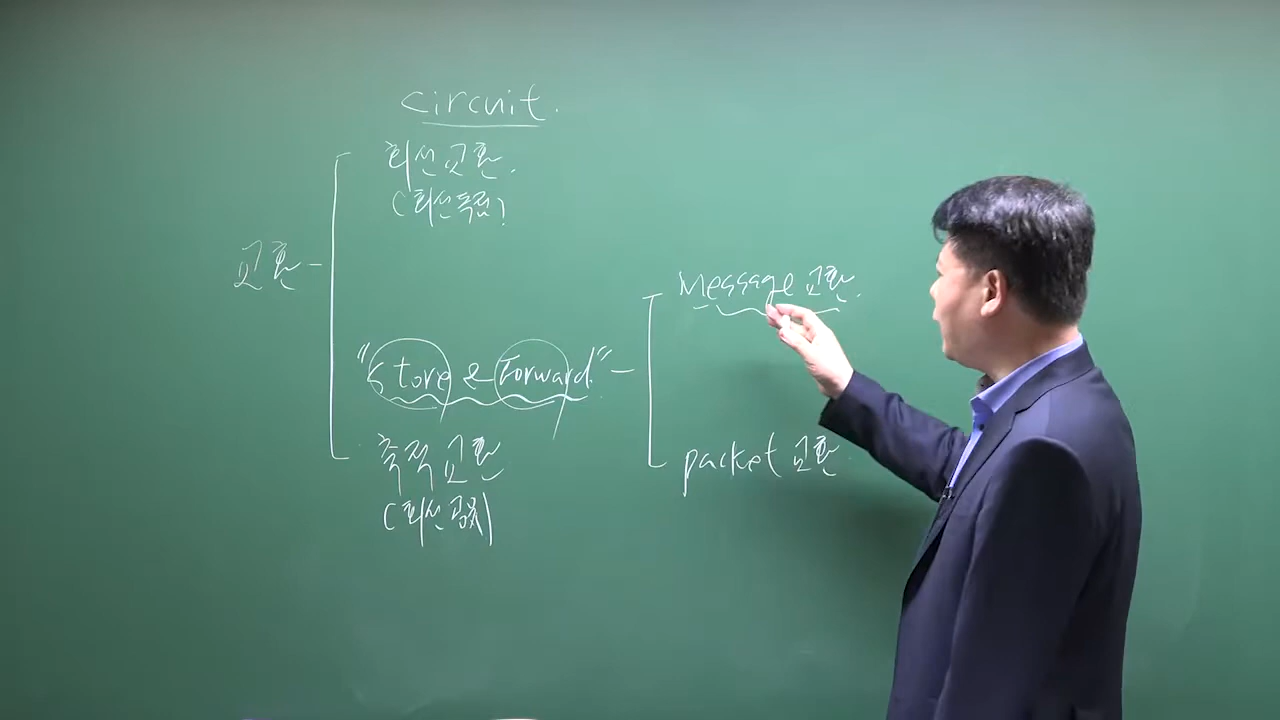 circuit.
회선교환.
(회선독점)
교환
Message 교환.
"Store & Forward."
packet 교환
축적교환
(회선공유)